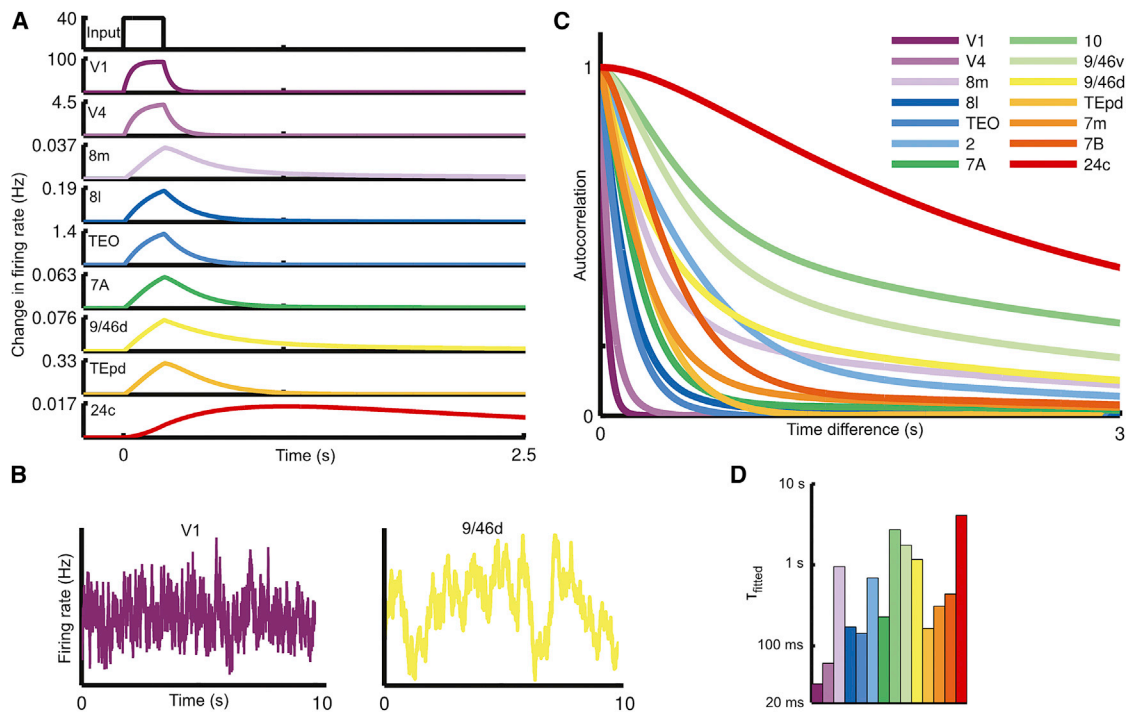 A
Change in firing rate (Hz)
40
Input
100
V1
4.5
V4
0.037
8m
0.19
8l
1.4
TEO
0.063
7A
0.076
9/46d
0.33
TEpd
0.017
24c
0
Time (s)
2.5
B
Firing rate (Hz)
V1
0
Time (s)
10
9/46d
0
10
C
Autocorrelation
1
0
0
Time difference (s)
3
V1
V4
8m
8l
TEO
2
7A
10
9/46v
9/46d
TEpd
7m
7B
24c
D
τfitted
10 s
1 s
100 ms
20 ms